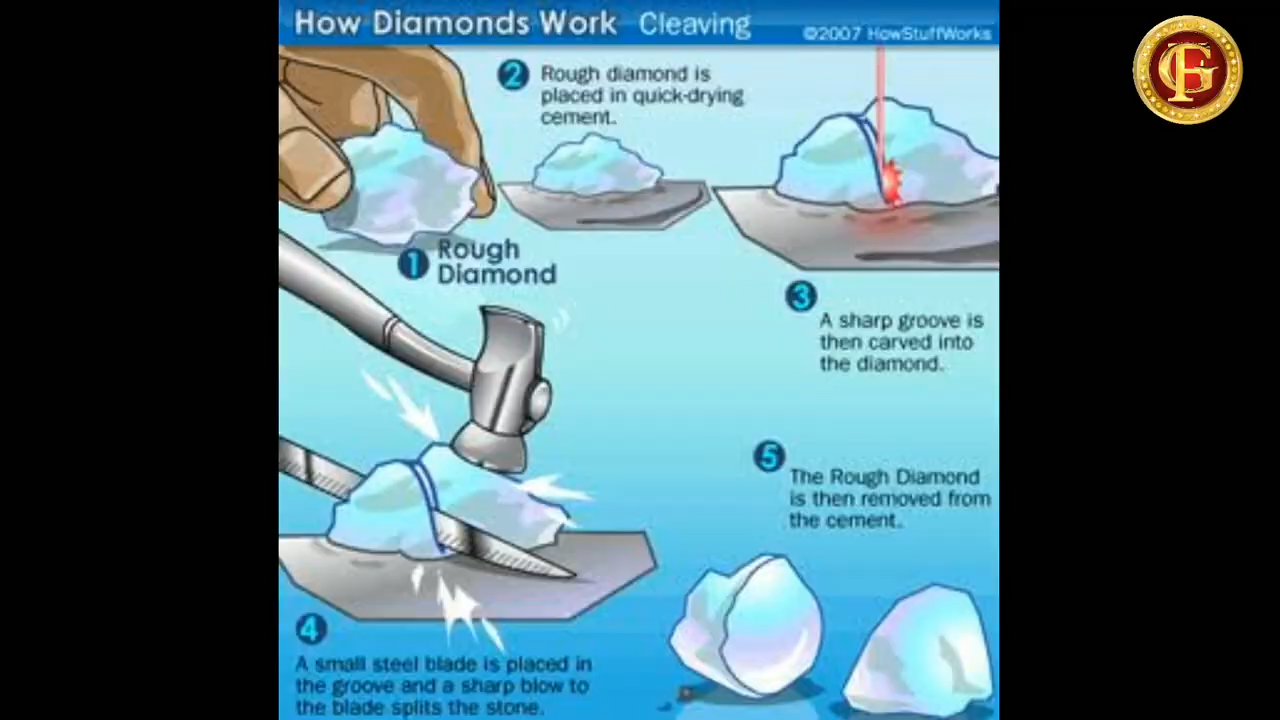 How Diamonds Work Cleaving
©2007 HowStuffWorks
1 Rough
Diamond
2 Rough diamond is
placed in quick-drying
cement.
3
A sharp groove is
then carved into
the diamond.
4
A small steel blade is placed in
the groove and a sharp blow to
the blade splits the stone.
5
The Rough Diamond
is then removed from
the cement.